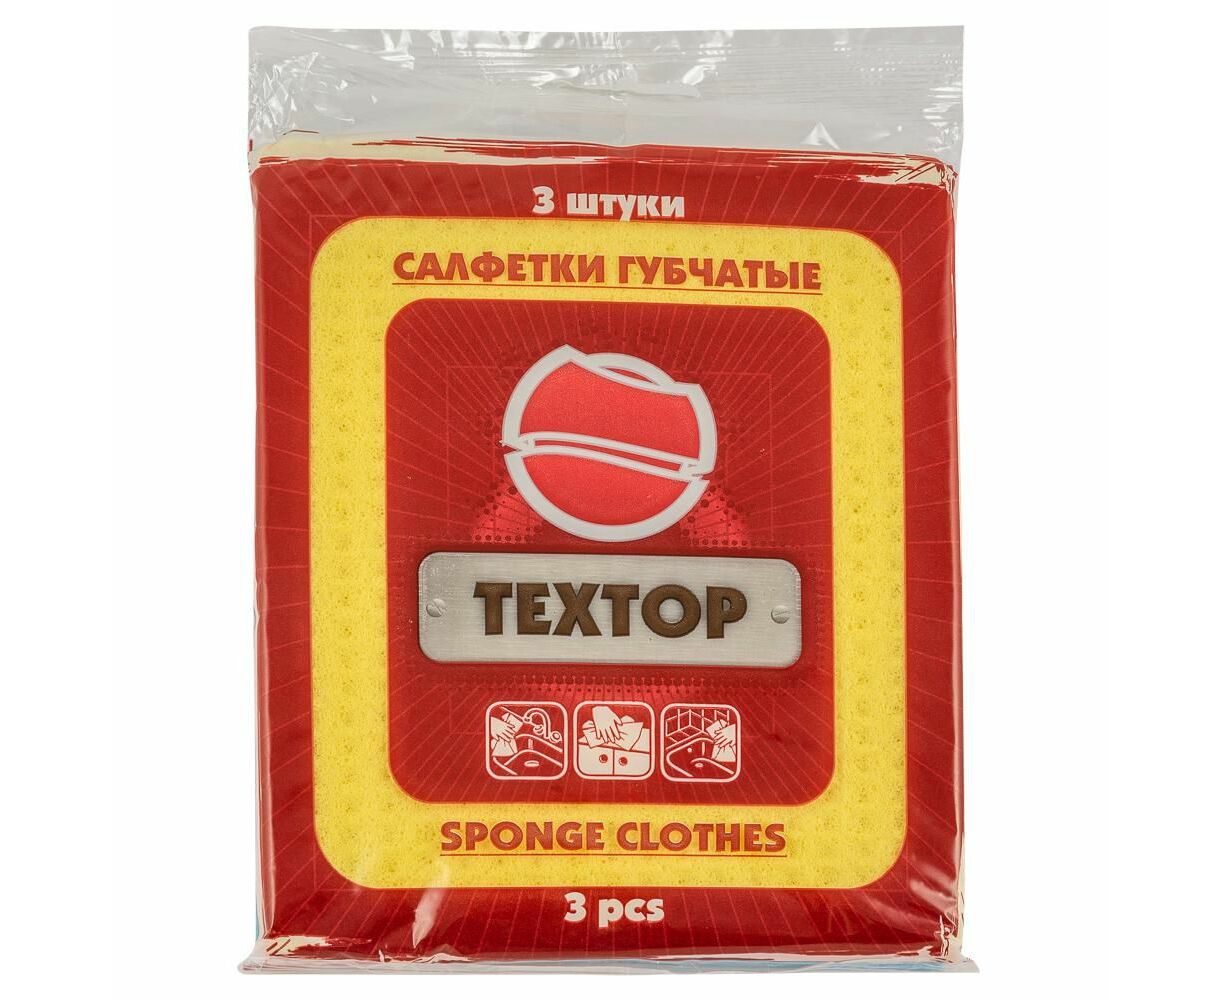 3 штуки
САЛФЕТКИ ГУБЧАТЫЕ
TEXTOP
SPONGE CLOTHES
3 pcs